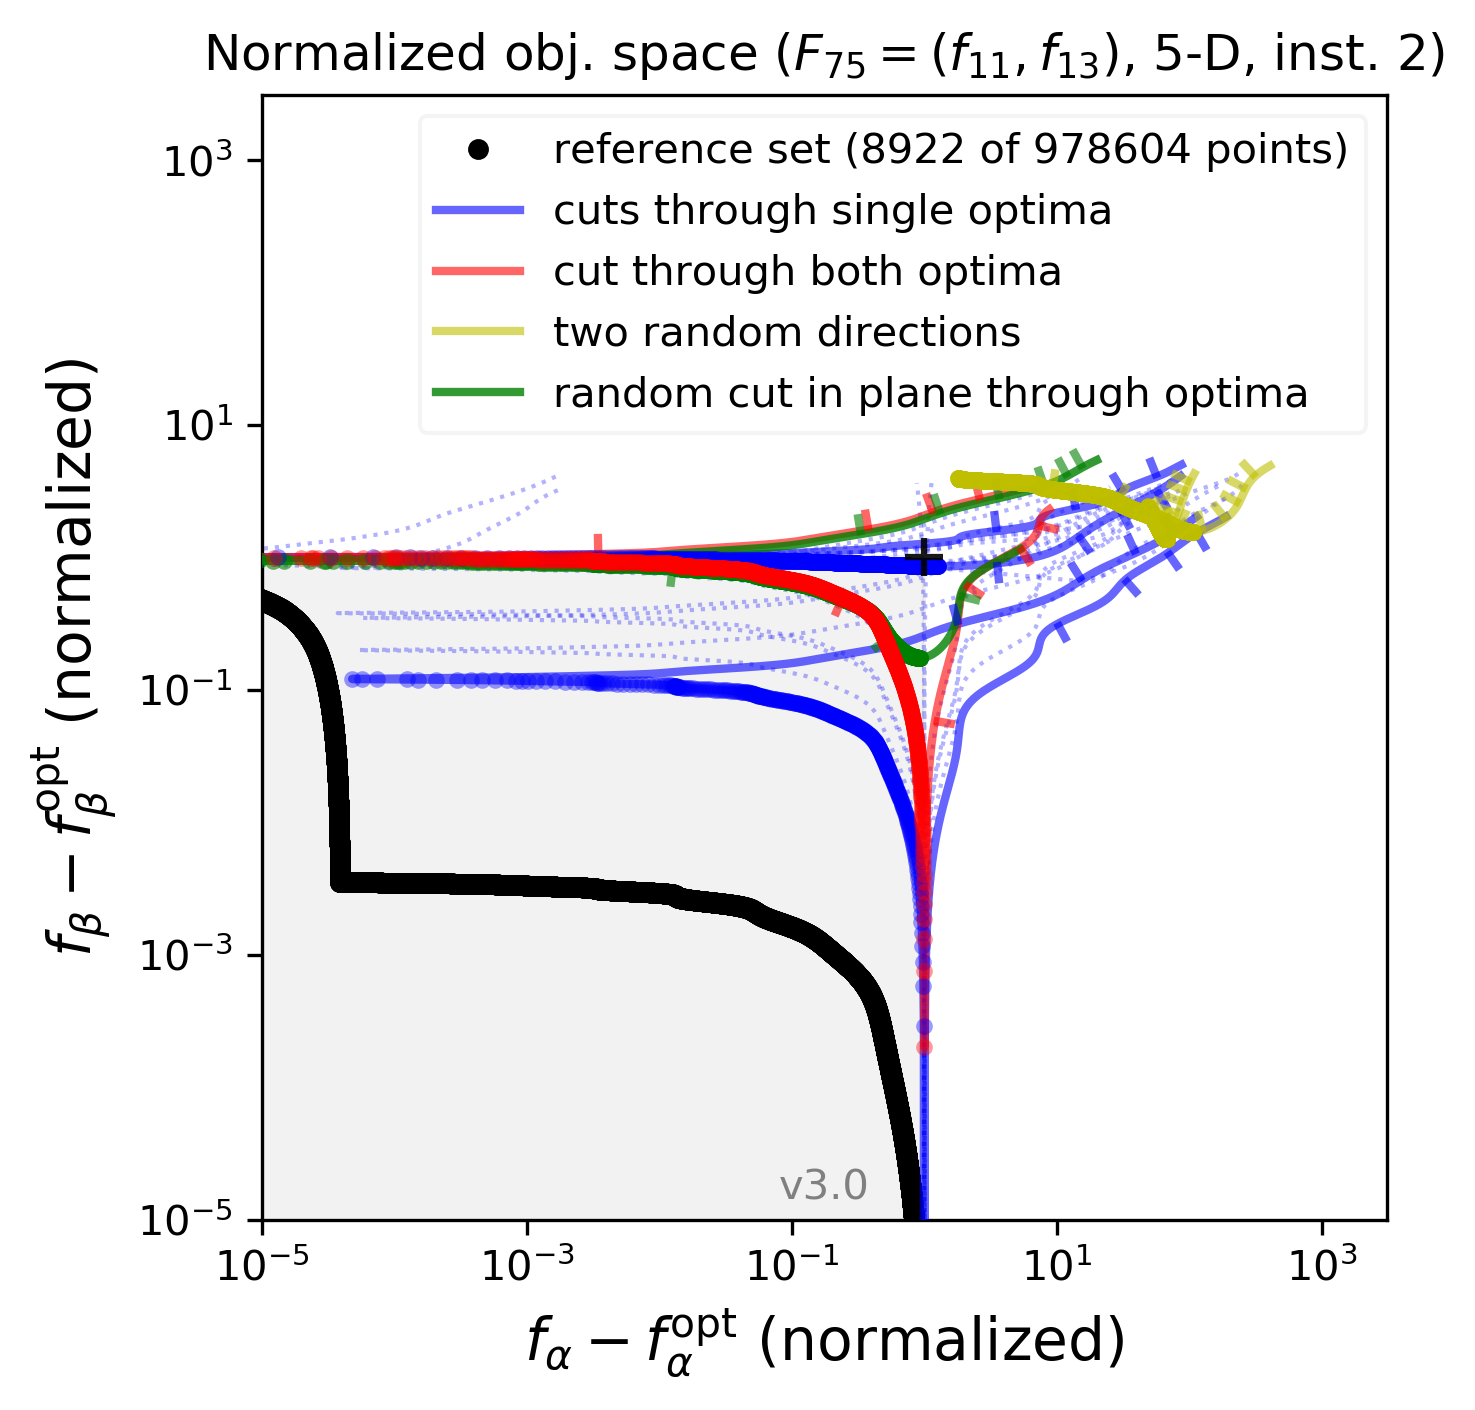 Normalized obj. space (F₇₅ = (f₁₁, f₁₃), 5-D, inst. 2)
reference set (8922 of 978604 points)
cuts through single optima
cut through both optima
two random directions
random cut in plane through optima
10³
10¹
10⁻¹
10⁻³
10⁻⁵
f_β − f_β^opt (normalized)
v3.0
10⁻⁵
10⁻³
10⁻¹
10¹
10³
f_α − f_α^opt (normalized)